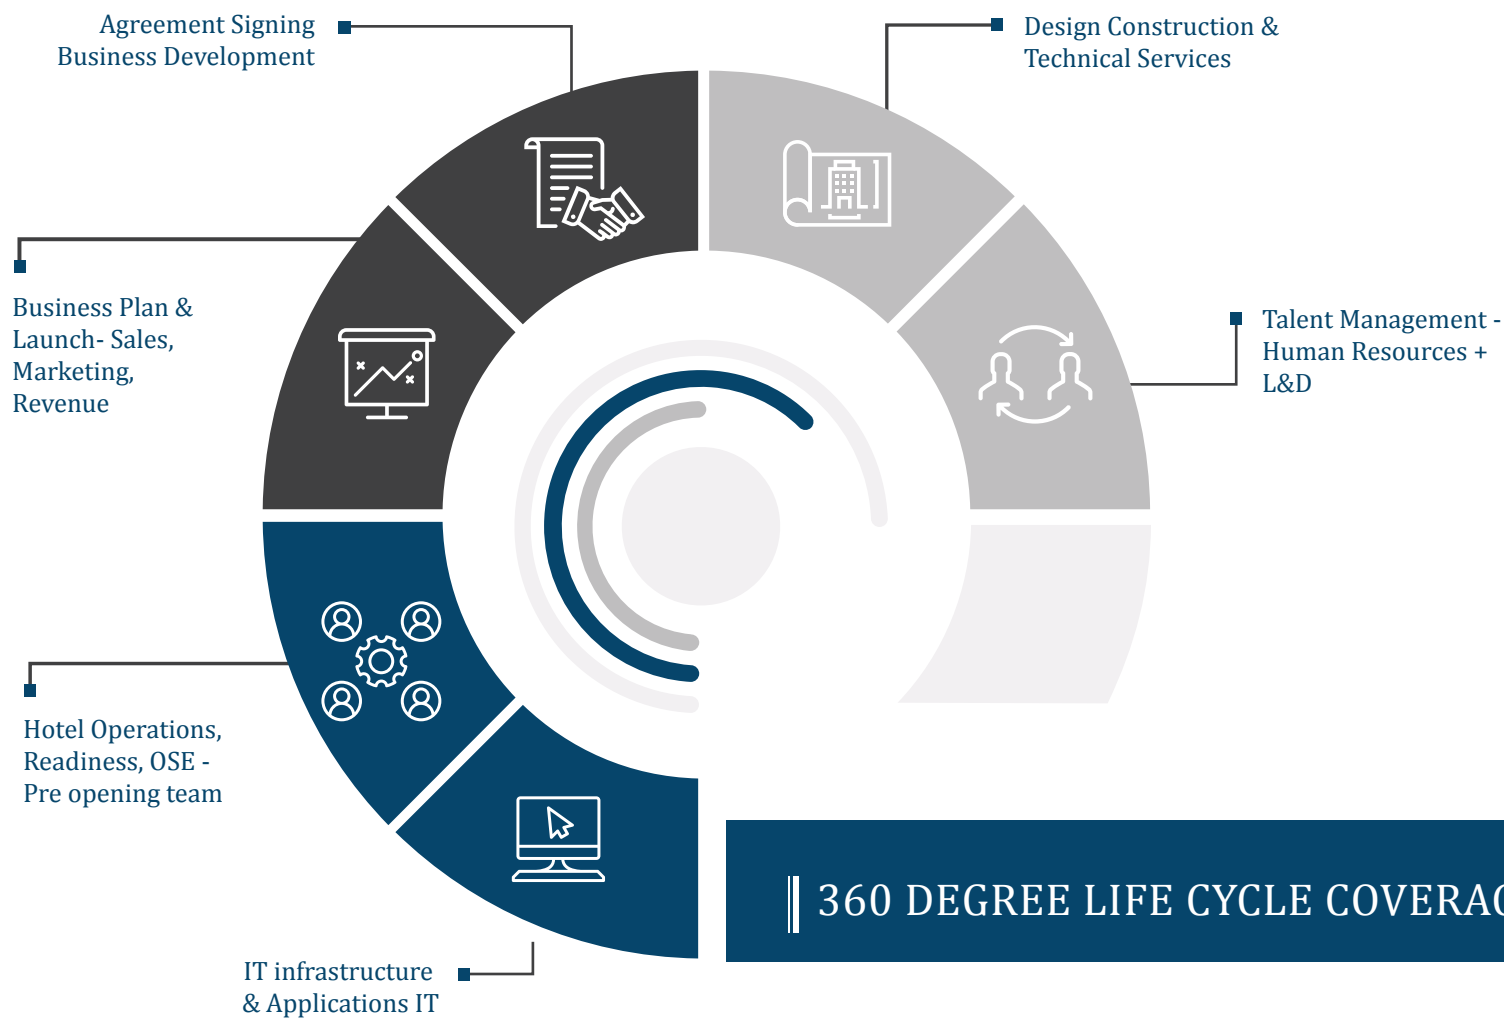 Agreement Signing
Business Development
Design Construction &
Technical Services
Business Plan &
Launch- Sales,
Marketing,
Revenue
Talent Management -
Human Resources +
L&D
Hotel Operations,
Readiness, OSE -
Pre opening team
360 DEGREE LIFE CYCLE
IT infrastructure
& Applications IT